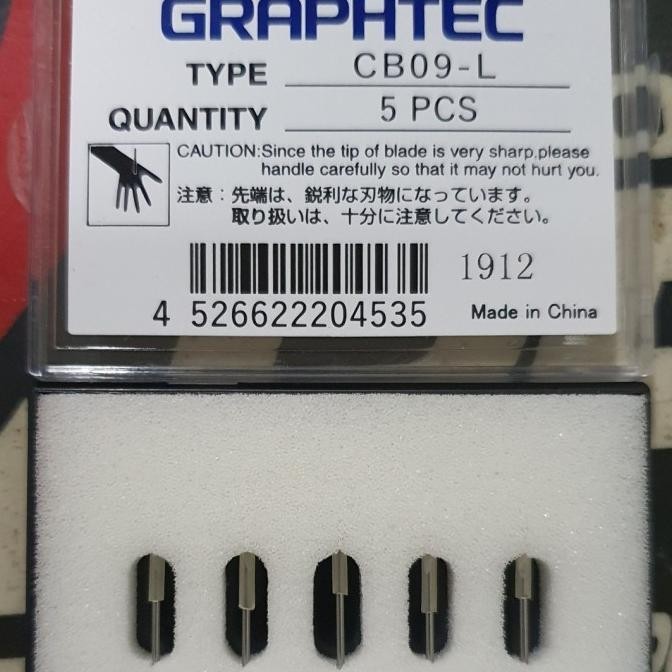 GRAPHTEC
TYPE CB09-L
QUANTITY 5 PCS
CAUTION:Since the tip of blade is very sharp,please
handle carefully so that it may not hurt you.
注意：先端は、鋭利な刃物になっています。
取り扱いは、十分に注意してください。
1912
4 526622204535
Made in China